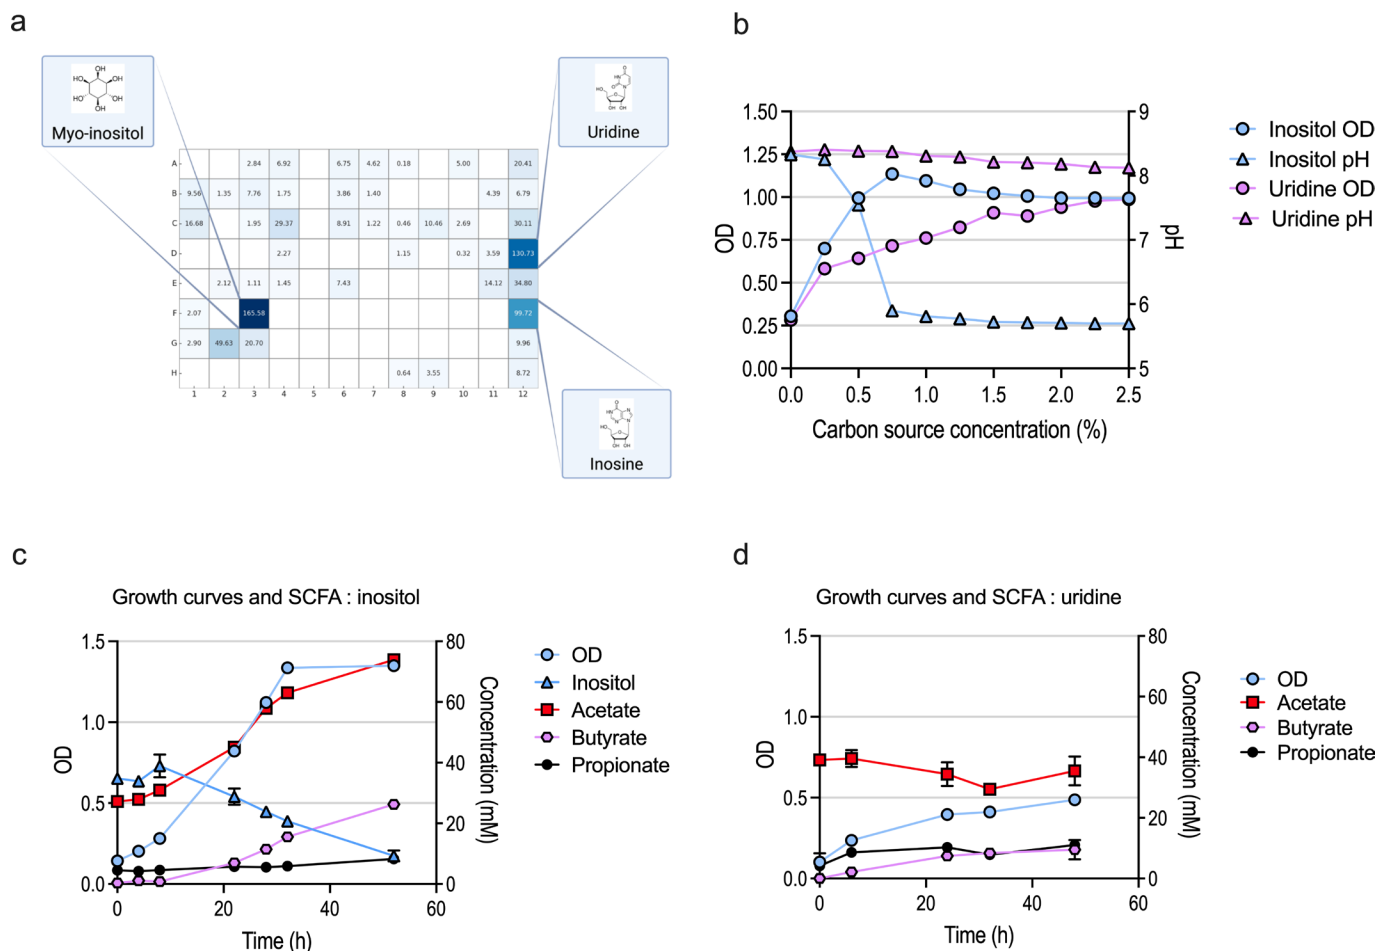 a
Myo-inositol
Uridine
Inosine
A 2.84 6.92 6.75 4.62 0.18 5.00 20.41
B 9.56 1.35 7.76 1.75 3.86 1.40 4.39 6.79
C 16.68 1.95 29.37 8.91 1.22 0.46 10.46 2.69 30.11
D 2.27 1.15 0.32 3.59 130.73
E 2.12 1.11 1.45 7.43 14.12 34.80
F 2.07 165.58 99.72
G 2.90 49.63 20.70 9.96
H 0.64 3.55 8.72
1 2 3 4 5 6 7 8 9 10 11 12
b
1.50
1.25
1.00
0.75
0.50
0.25
0.00
OD
9
8
7
6
5
pH
0.0 0.5 1.0 1.5 2.0 2.5
Carbon source concentration (%)
Inositol OD
Inositol pH
Uridine OD
Uridine pH
c
Growth curves and SCFA : inositol
1.5
1.0
0.5
0.0
OD
80
60
40
20
0
Concentration (mM)
0 20 40 60
Time (h)
OD
Inositol
Acetate
Butyrate
Propionate
d
Growth curves and SCFA : uridine
1.5
1.0
0.5
0.0
OD
80
60
40
20
0
Concentration (mM)
0 20 40 60
Time (h)
OD
Acetate
Butyrate
Propionate